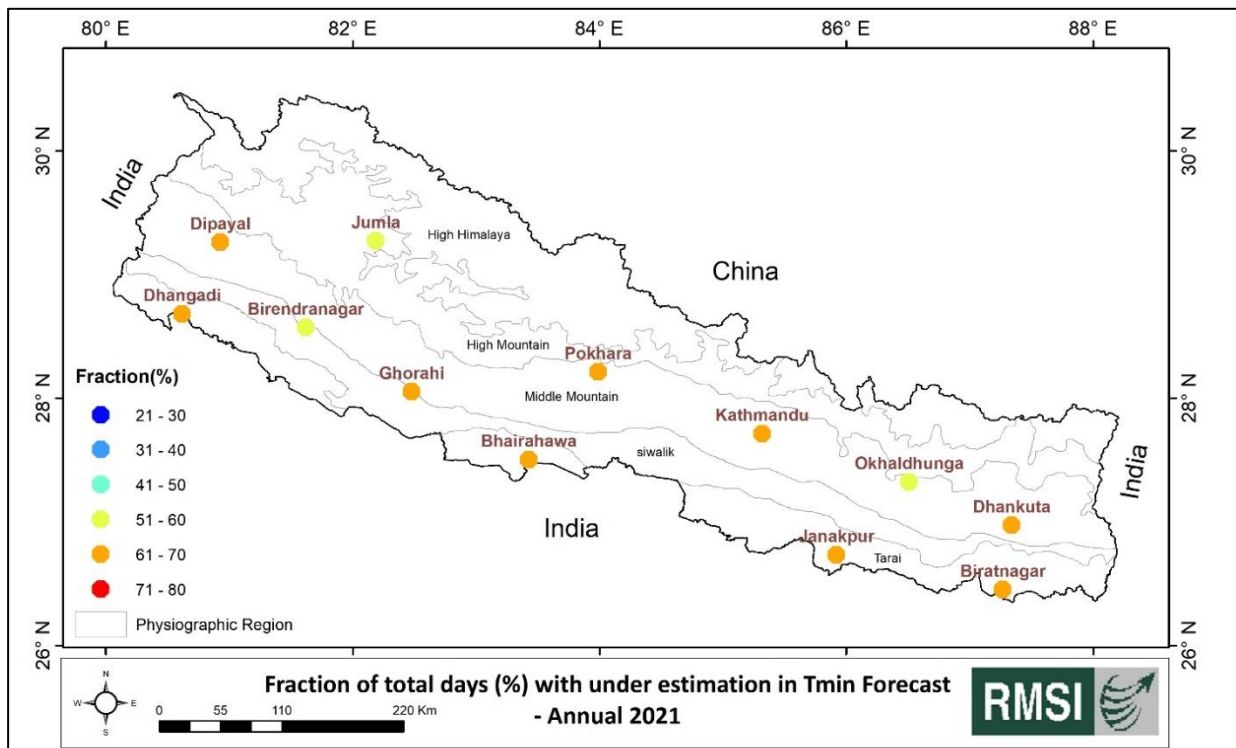 80° E 82° E 84° E 86° E 88° E
30° N 30° N
India
Dipayal Jumla
High Himalaya
China
Dhangadi Birendranagar
High Mountain
Pokhara
Ghorahi
Middle Mountain
28° N 28° N
Kathmandu
Bhairahawa
siwalik
Okhaldhunga
India
Dhankuta
India
Janakpur
Tarai
Biratnagar
26° N 26° N
Fraction(%)
21 - 30
31 - 40
41 - 50
51 - 60
61 - 70
71 - 80
Physiographic Region
N
W E
S
0 55 110 220 Km
Fraction of total days (%) with under estimation in Tmin Forecast
- Annual 2021
RMSI